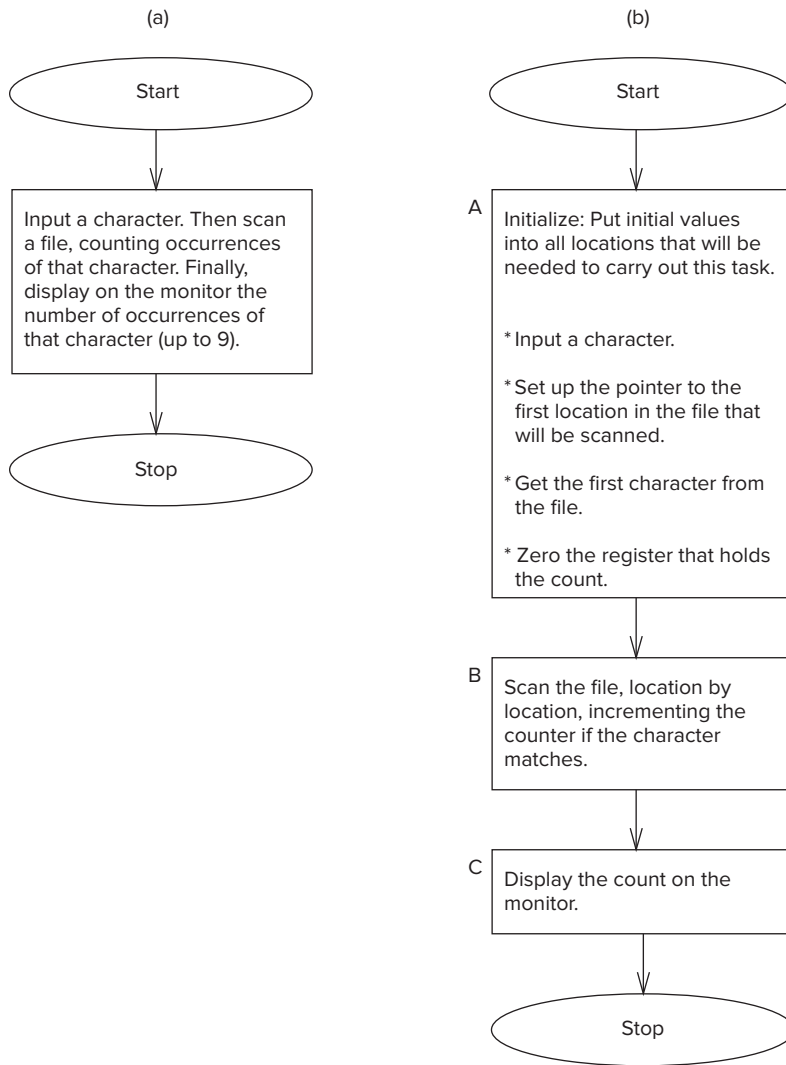 (a)
Start
Input a character. Then scan
a file, counting occurrences
of that character. Finally,
display on the monitor the
number of occurrences of
that character (up to 9).
Stop
(b)
Start
A
Initialize: Put initial values
into all locations that will be
needed to carry out this task.
* Input a character.
* Set up the pointer to the
first location in the file that
will be scanned.
* Get the first character from
the file.
* Zero the register that holds
the count.
B
Scan the file, location by
location, incrementing the
counter if the character
matches.
C
Display the count on the
monitor.
Stop